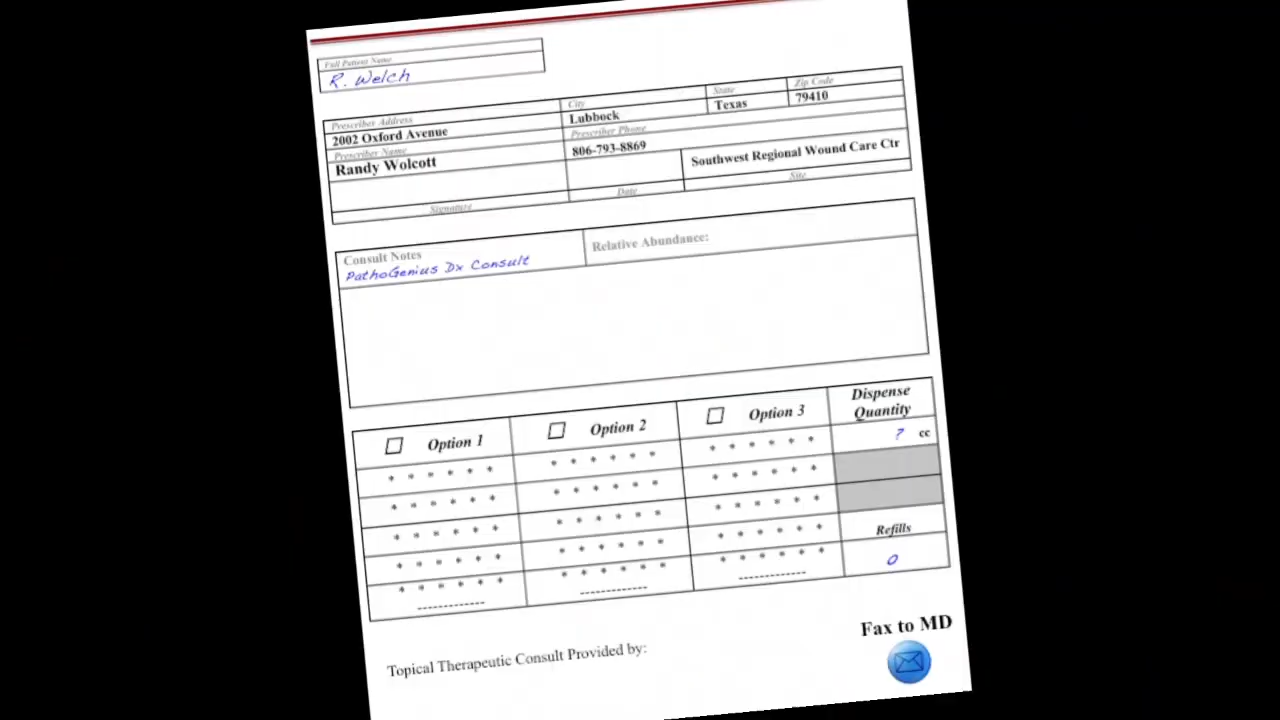 Full Patient Name
R. Welch
Prescriber Address City State Zip Code
2002 Oxford Avenue Lubbock Texas 79410
Prescriber Name Prescriber Phone
Randy Wolcott 806-793-8869 Southwest Regional Wound Care Ctr
Signature Date Site
Consult Notes Relative Abundance:
PathoGenius Dx Consult
Option 1 Option 2 Option 3 Dispense Quantity
* * * * * * * * * * * * * * * * * * ? cc
* * * * * * * * * * * * * * * * * *
* * * * * * * * * * * * * * * * * *
* * * * * * * * * * * * * * * * * * Refills
* * * * * * * * * * * * * * * * * * 0
------------- ------------- -------------
Fax to MD
Topical Therapeutic Consult Provided by: